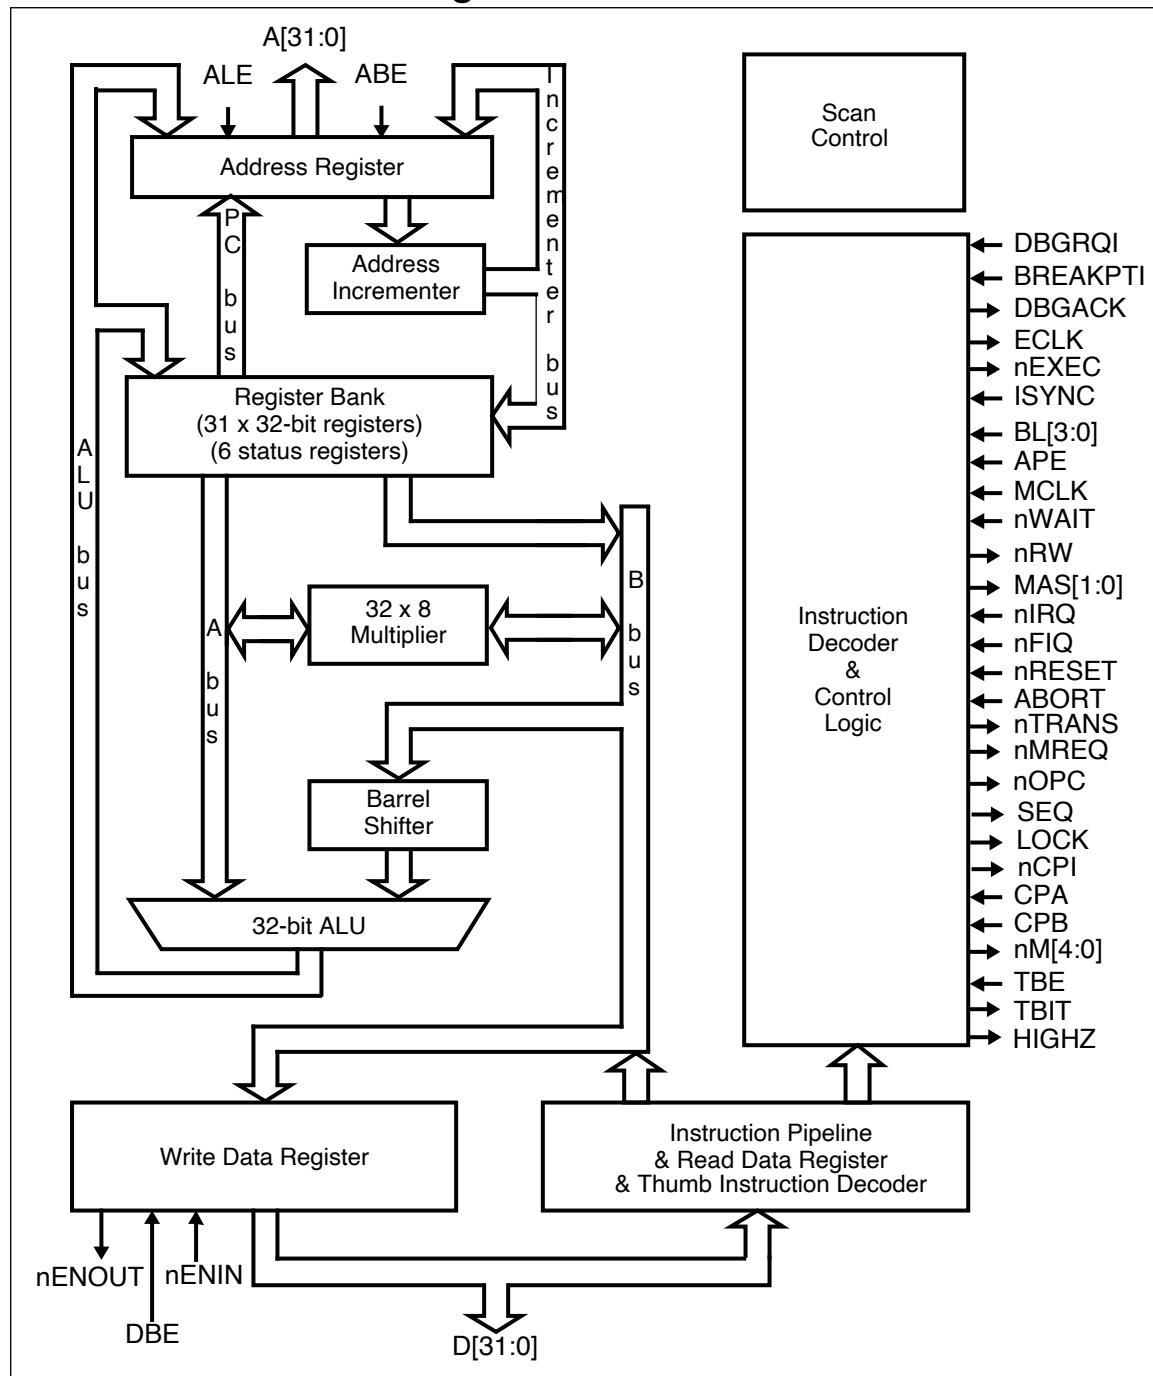 A[31:0]
ALE
ABE
Incrementer bus
Scan
Control
Address Register
PC bus
Address
Incrementer
Register Bank
(31 x 32-bit registers)
(6 status registers)
ALU bus
A bus
B bus
32 x 8
Multiplier
Barrel
Shifter
32-bit ALU
Instruction
Decoder
&
Control
Logic
DBGRQI
BREAKPTI
DBGACK
ECLK
nEXEC
ISYNC
BL[3:0]
APE
MCLK
nWAIT
nRW
MAS[1:0]
nIRQ
nFIQ
nRESET
ABORT
nTRANS
nMREQ
nOPC
SEQ
LOCK
nCPI
CPA
CPB
nM[4:0]
TBE
TBIT
HIGHZ
Write Data Register
Instruction Pipeline
& Read Data Register
& Thumb Instruction Decoder
nENOUT
nENIN
DBE
D[31:0]